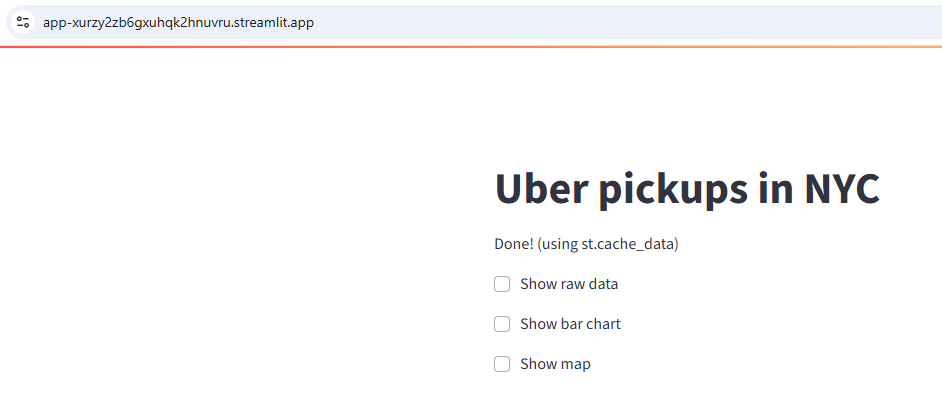 app-xurzy2zb6gxuhqk2hnuvru.streamlit.app
Uber pickups in NYC
Done! (using st.cache_data)
Show raw data
Show bar chart
Show map